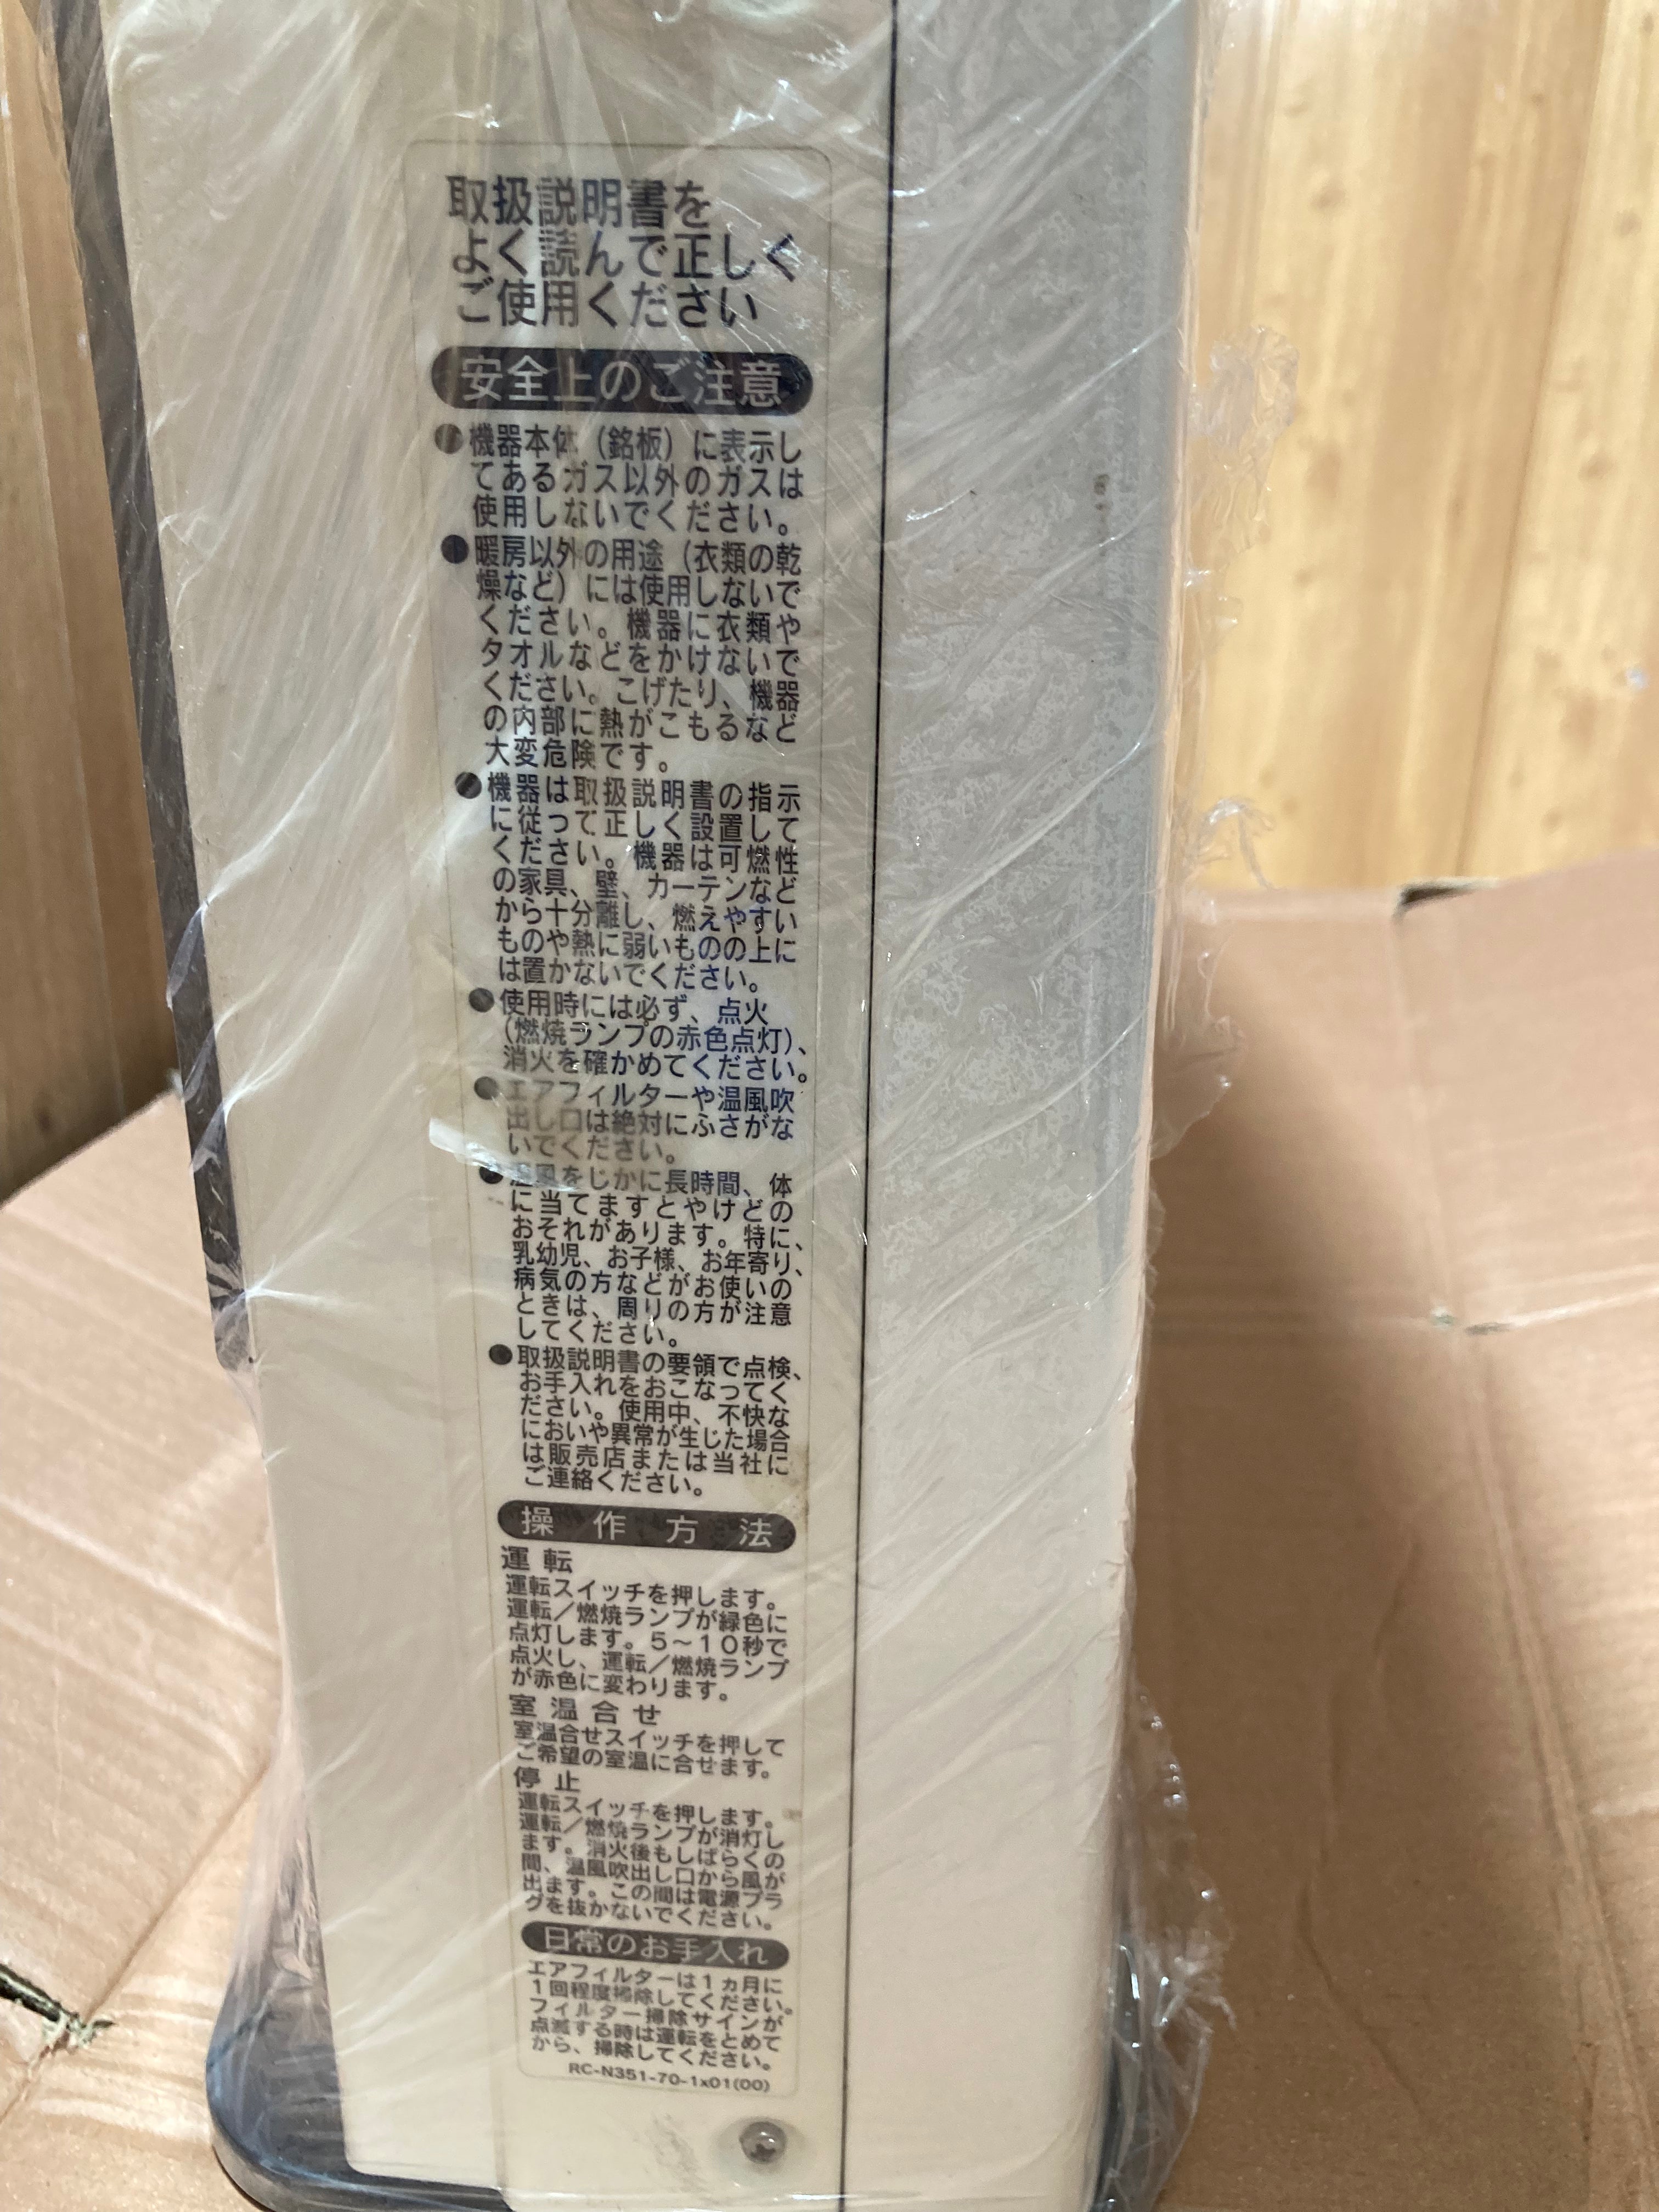 取扱説明書を
よく読んで正しく
ご使用ください
安全上のご注意
●機器本体（銘板）に表示し
てあるガス以外のガスは
使用しないでください。
●暖房以外の用途（衣類の乾
燥など）には使用しないで
ください。機器に衣類や
タオルなどをかけないで
ください。こげたり、機器
の内部に熱がこもるなど
大変危険です。
●機器は取扱説明書の指示
に従って正しく設置して
ください。機器は可燃性
の家具、壁、カーテンなど
から十分離し、燃えやすい
ものや熱に弱いものの上に
は置かないでください。
●使用時には必ず、点火
（燃焼ランプの赤色点灯）、
消火を確かめてください。
●エアフィルターや温風吹
出し口は絶対にふさがな
いでください。
●温風をじかに長時間、体
に当てますとやけどの
おそれがあります。特に、
乳幼児、お子様、お年寄り、
病気の方などがお使いの
ときは、周りの方が注意
してください。
●取扱説明書の要領で点検、
お手入れをおこなってく
ださい。使用中、不快な
においや異常が生じた場合
は販売店または当社に
ご連絡ください。
操作方法
運転
運転スイッチを押します。
運転／燃焼ランプが緑色に
点灯します。５～１０秒で
点火し、運転／燃焼ランプ
が赤色に変わります。
室温合せ
室温合せスイッチを押して
ご希望の室温に合せます。
停止
運転スイッチを押します。
運転／燃焼ランプが消灯し
ます。消火後もしばらくの
間、温風吹出し口から風が
出ます。この間は電源プラ
グを抜かないでください。
日常のお手入れ
エアフィルターは１ヵ月に
１回程度掃除してください。
フィルター掃除サインが
点滅する時は運転をとめて
から、掃除してください。
RC-N351-70-1x01(00)